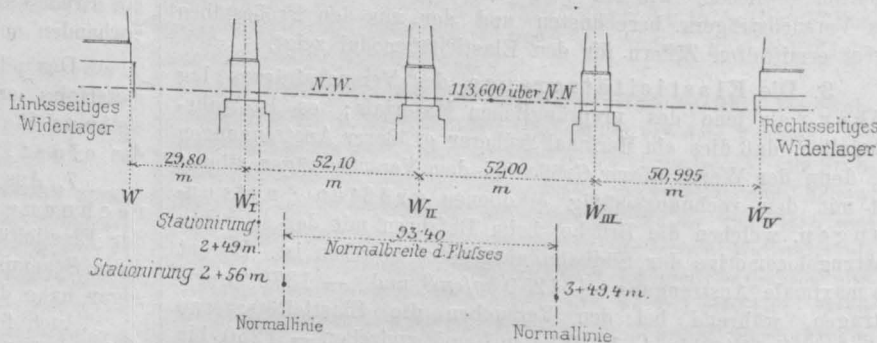 N.W.
113,600 über N.N
Linksseitiges
Widerlager
Rechtsseitiges
Widerlager
29,80
m
52,10
m
52,00
m
50,995
m
W
W_I
W_II
W_III
W_IV
Stationirung
2+49m.
93·40
Normalbreite d. Flußes
Stationirung 2+56 m
3+49,4 m.
Normallinie
Normallinie